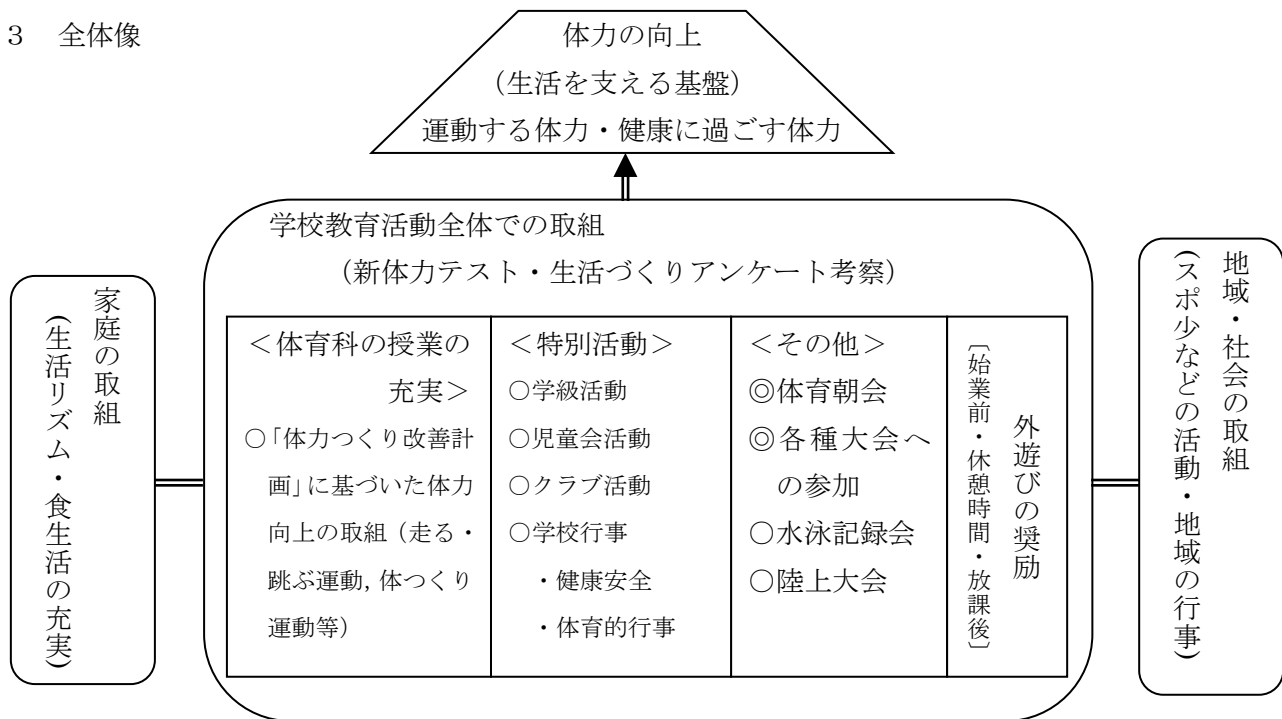 ３　全体像
体力の向上
（生活を支える基盤）
運動する体力・健康に過ごす体力
学校教育活動全体での取組
（新体力テスト・生活づくりアンケート考察）
家庭の取組
（生活リズム・食生活の充実）
＜体育科の授業の
充実＞
○「体力つくり改善計
画」に基づいた体力
向上の取組（走る・
跳ぶ運動，体つくり
運動等）
＜特別活動＞
○学級活動
○児童会活動
○クラブ活動
○学校行事
・健康安全
・体育的行事
＜その他＞
◎体育朝会
◎各種大会へ
の参加
○水泳記録会
○陸上大会
外遊びの奨励
〔始業前・休憩時間・放課後〕
地域・社会の取組
（スポ少などの活動・地域の行事）